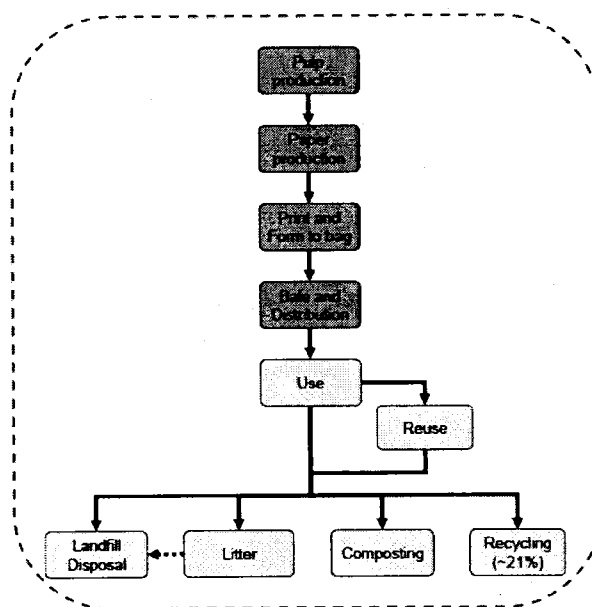 Pulp
production
Paper
production
Print and
Form to bag
Bale and
Distribution
Use
Reuse
Landfill
Disposal
Litter
Composting
Recycling
(~21%)